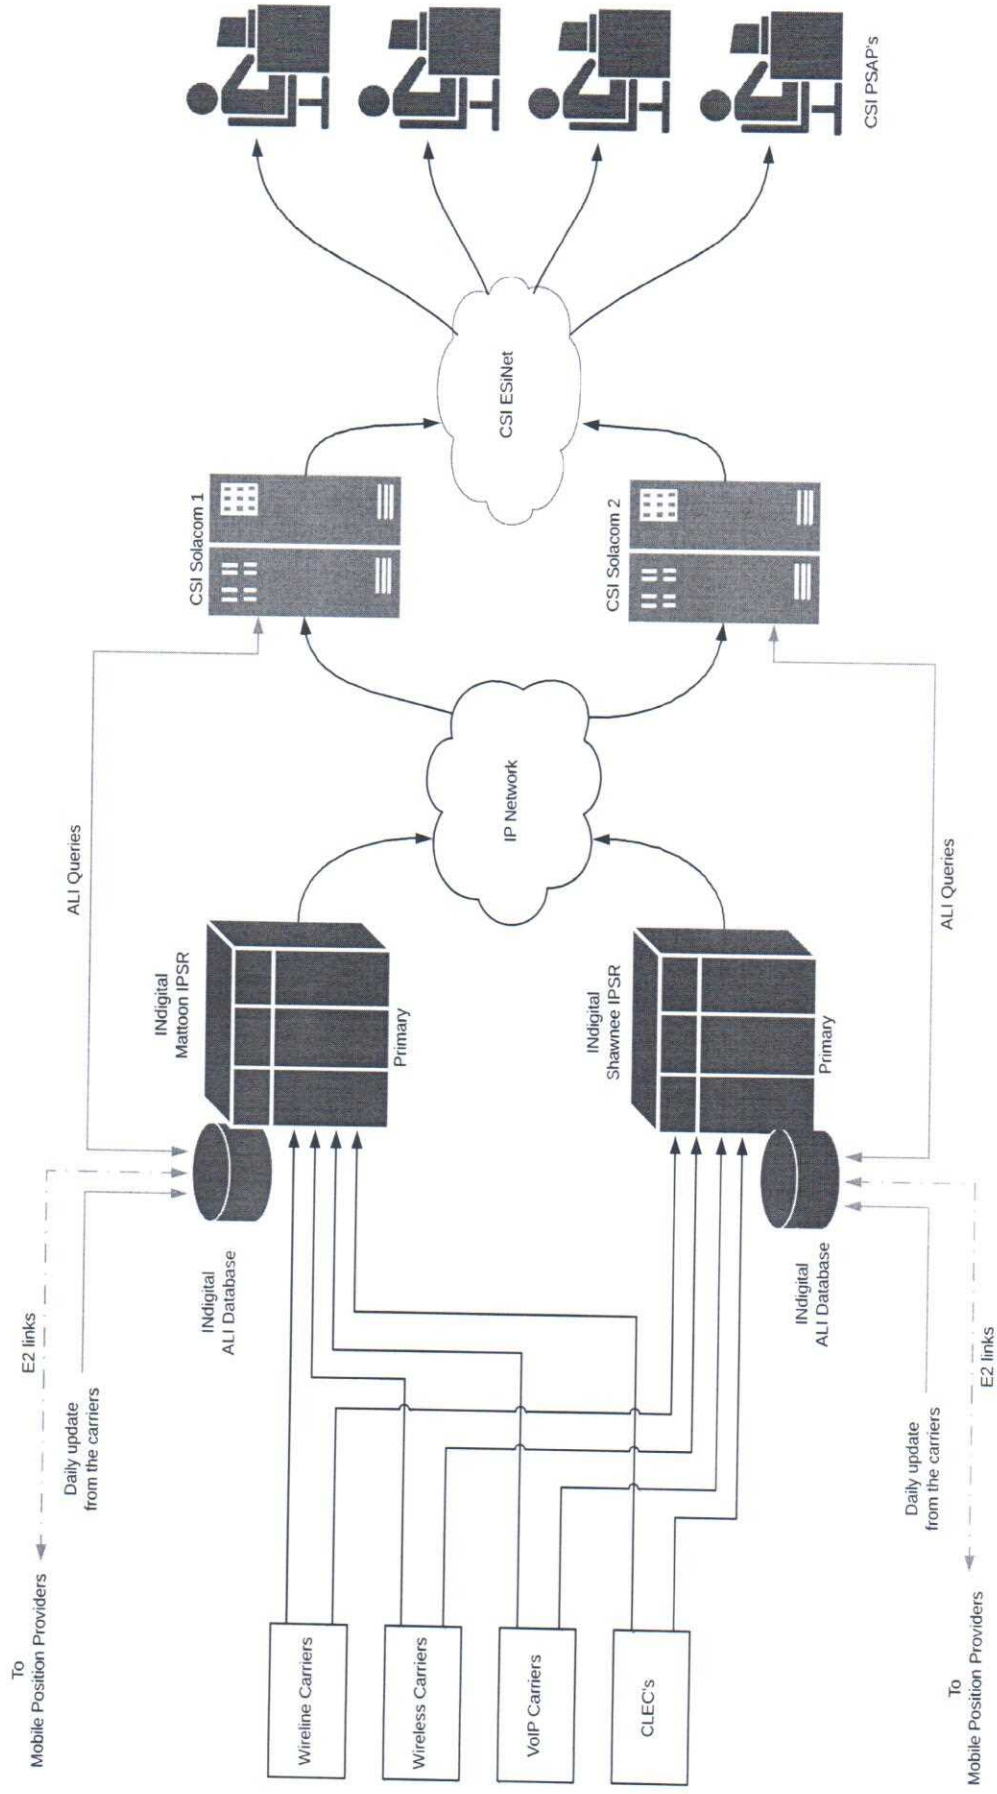 To
Mobile Position Providers
E2 links
Daily update
from the carriers
ALI Queries
INdigital
ALI Database
INdigital
Mattoon IPSR
Primary
CSI Solacom 1
Wireline Carriers
Wireless Carriers
VoIP Carriers
CLEC's
IP Network
CSI ESiNet
INdigital
Shawnee IPSR
Primary
CSI Solacom 2
CSI PSAP's
INdigital
ALI Database
ALI Queries
Daily update
from the carriers
E2 links
To
Mobile Position Providers